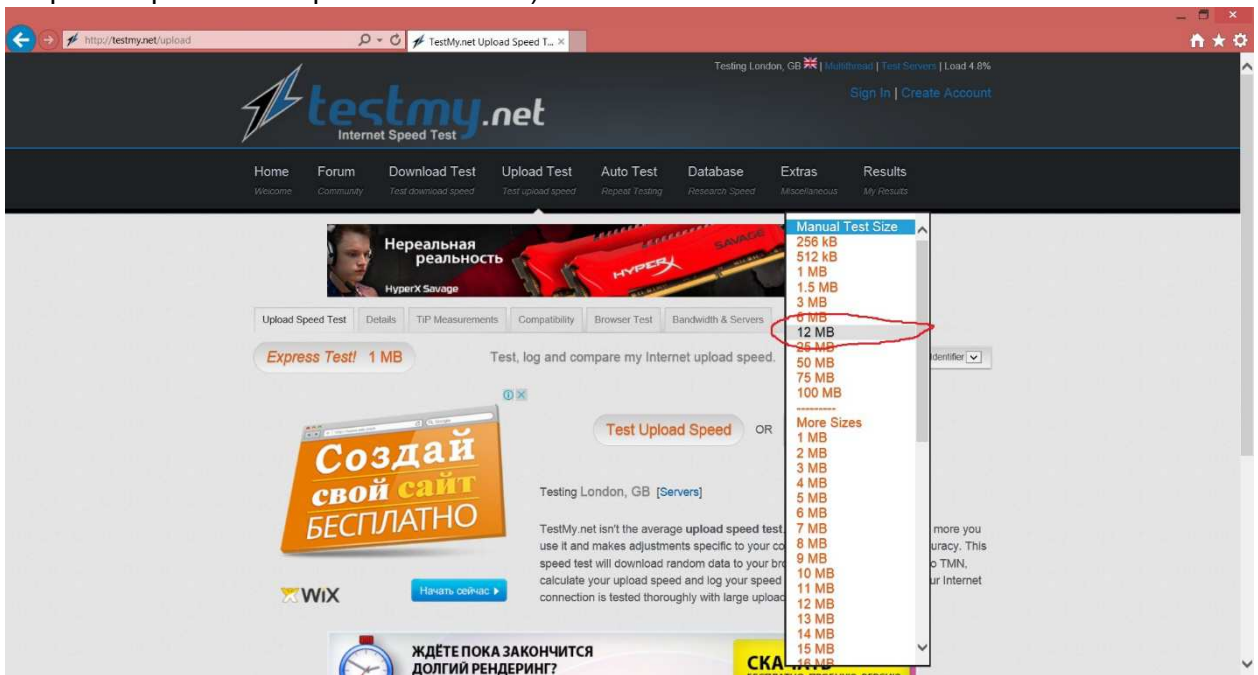 http://testmy.net/upload
TestMy.net Upload Speed T...
Testing London, GB | Multithread | Test Servers | Load 4.8%
Sign In | Create Account
testmy.net
Internet Speed Test
Home Forum Download Test Upload Test Auto Test Database Extras Results
Welcome Community Test download speed Test upload speed Repeat Testing Research Speed Miscellaneous My Results
Нереальная
реальность
HyperX Savage
HYPERX
SAVAGE
Upload Speed Test Details TiP Measurements Compatibility Browser Test Bandwidth & Servers
Express Test! 1 MB
Test, log and compare my Internet upload speed.
Identifier
Manual Test Size
256 kB
512 kB
1 MB
1.5 MB
3 MB
6 MB
12 MB
25 MB
50 MB
75 MB
100 MB
----------
More Sizes
1 MB
2 MB
3 MB
4 MB
5 MB
6 MB
7 MB
8 MB
9 MB
10 MB
11 MB
12 MB
13 MB
14 MB
15 MB
16 MB
Создай
свой сайт
БЕСПЛАТНО
WiX
Начать сейчас
Test Upload Speed OR
Testing London, GB [Servers]
TestMy.net isn't the average upload speed test. more you
use it and makes adjustments specific to your uracy. This
speed test will download random data to your TMN,
calculate your upload speed and log your speed ur Internet
connection is tested thoroughly with large
ЖДЁТЕ ПОКА ЗАКОНЧИТСЯ
ДОЛГИЙ РЕНДЕРИНГ?